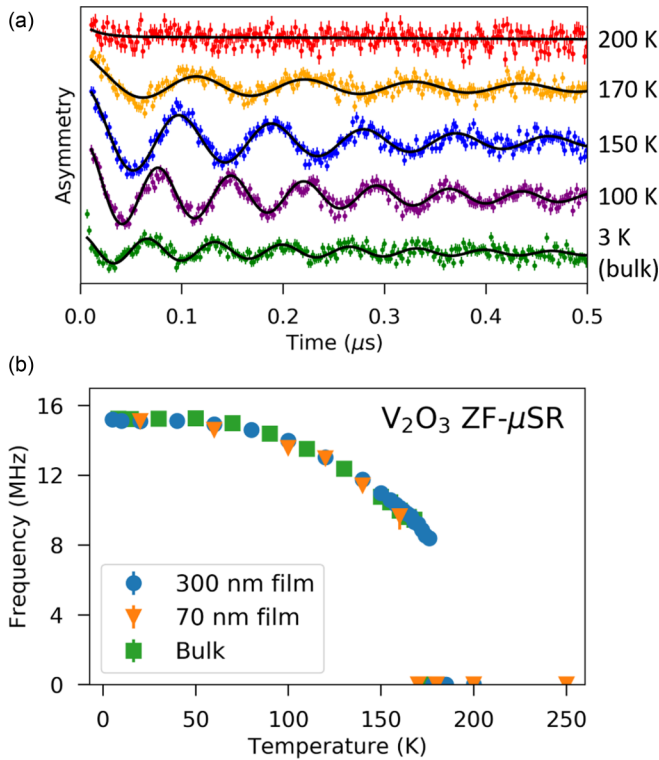 (a)
200 K
170 K
150 K
100 K
3 K
(bulk)
Asymmetry
0.0 0.1 0.2 0.3 0.4 0.5
Time (μs)
(b)
V₂O₃ ZF-μSR
16
12
8
4
0
Frequency (MHz)
300 nm film
70 nm film
Bulk
0 50 100 150 200 250
Temperature (K)